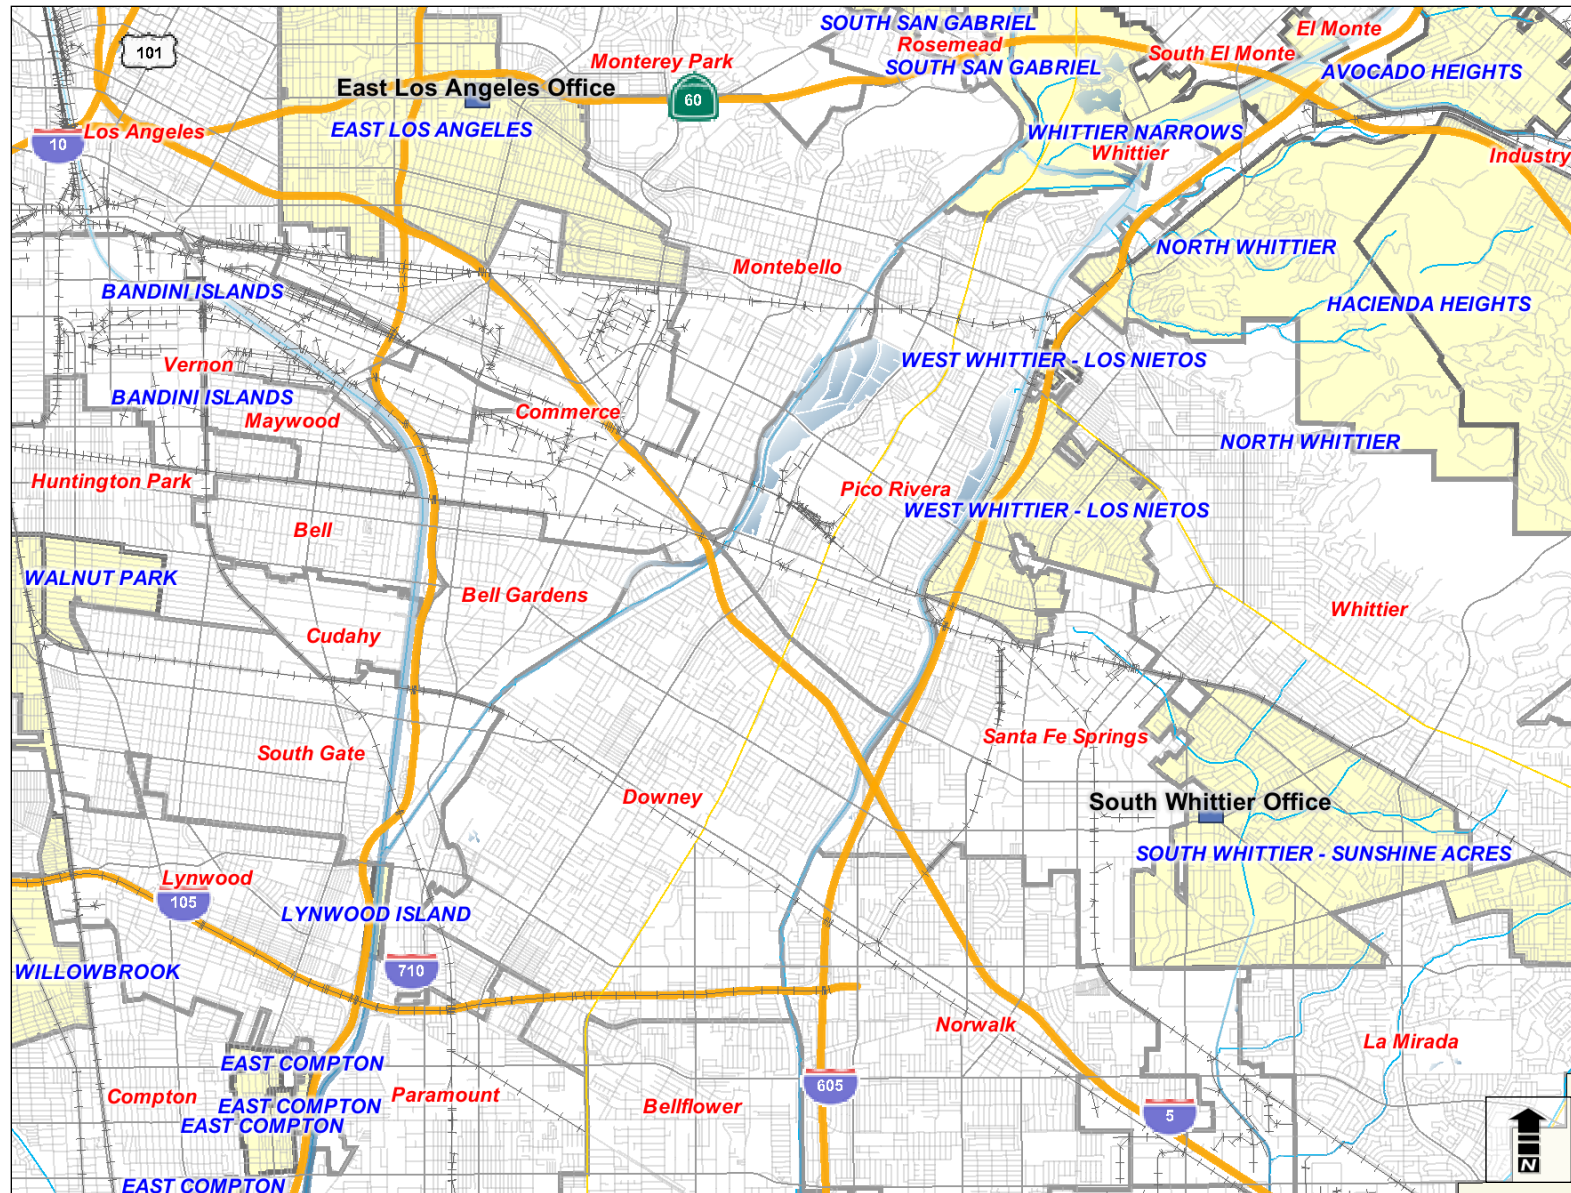 SOUTH SAN GABRIEL
El Monte
101
Rosemead
South El Monte
Monterey Park
SOUTH SAN GABRIEL
AVOCADO HEIGHTS
East Los Angeles Office
60
EAST LOS ANGELES
Los Angeles
WHITTIER NARROWS
10
Whittier
Industry
NORTH WHITTIER
Montebello
BANDINI ISLANDS
HACIENDA HEIGHTS
WEST WHITTIER - LOS NIETOS
Vernon
BANDINI ISLANDS
Commerce
Maywood
NORTH WHITTIER
Huntington Park
Pico Rivera
WEST WHITTIER - LOS NIETOS
Bell
WALNUT PARK
Bell Gardens
Whittier
Cudahy
Santa Fe Springs
South Gate
Downey
South Whittier Office
SOUTH WHITTIER - SUNSHINE ACRES
Lynwood
105
LYNWOOD ISLAND
WILLOWBROOK
710
Norwalk
La Mirada
EAST COMPTON
605
Compton
Paramount
EAST COMPTON
Bellflower
5
EAST COMPTON
N
EAST COMPTON